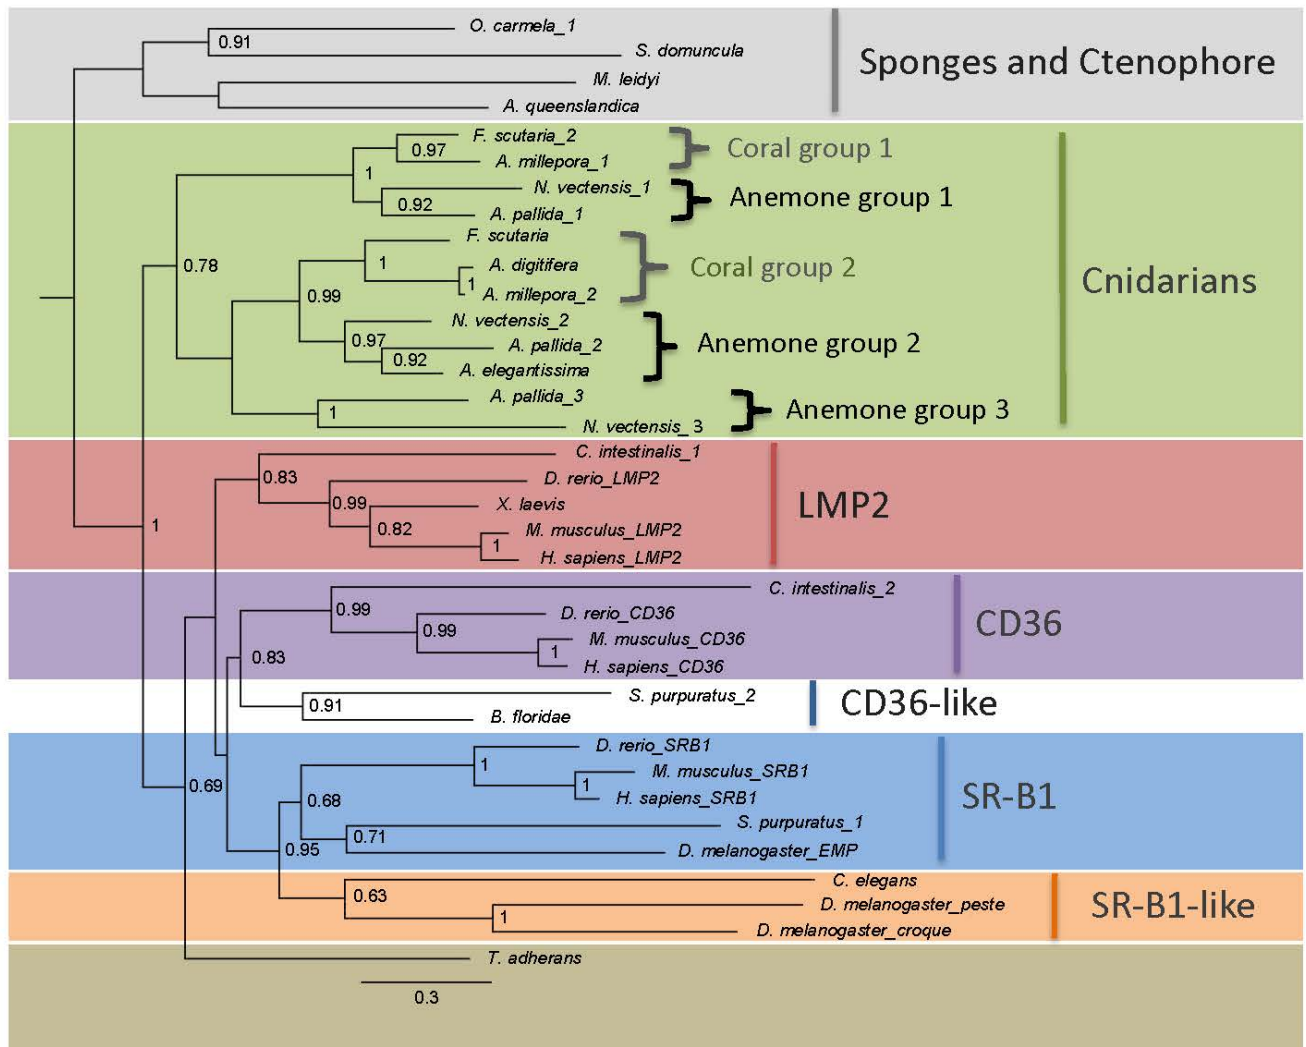 O. carmela_1
0.91
S. domuncula
Sponges and Ctenophore
M. leidyi
A. queenslandica
F. scutaria_2
0.97
Coral group 1
A. millepora_1
1
N. vectensis_1
0.92
Anemone group 1
A. pallida_1
F. scutaria
0.78
1
A. digitifera
Coral group 2
Cnidarians
1
0.99
A. millepora_2
N. vectensis_2
0.97
A. pallida_2
Anemone group 2
0.92
A. elegantissima
A. pallida_3
1
Anemone group 3
N. vectensis_3
C. intestinalis_1
0.83
D. rerio_LMP2
0.99
X. laevis
LMP2
1
0.82
M. musculus_LMP2
1
H. sapiens_LMP2
C. intestinalis_2
0.99
D. rerio_CD36
CD36
0.99
M. musculus_CD36
1
0.83
H. sapiens_CD36
S. purpuratus_2
0.91
CD36-like
B. floridae
D. rerio_SRB1
1
M. musculus_SRB1
0.69
1
SR-B1
0.68
H. sapiens_SRB1
S. purpuratus_1
0.71
0.95
D. melanogaster_EMP
C. elegans
0.63
D. melanogaster_peste
SR-B1-like
1
D. melanogaster_croque
T. adherans
0.3